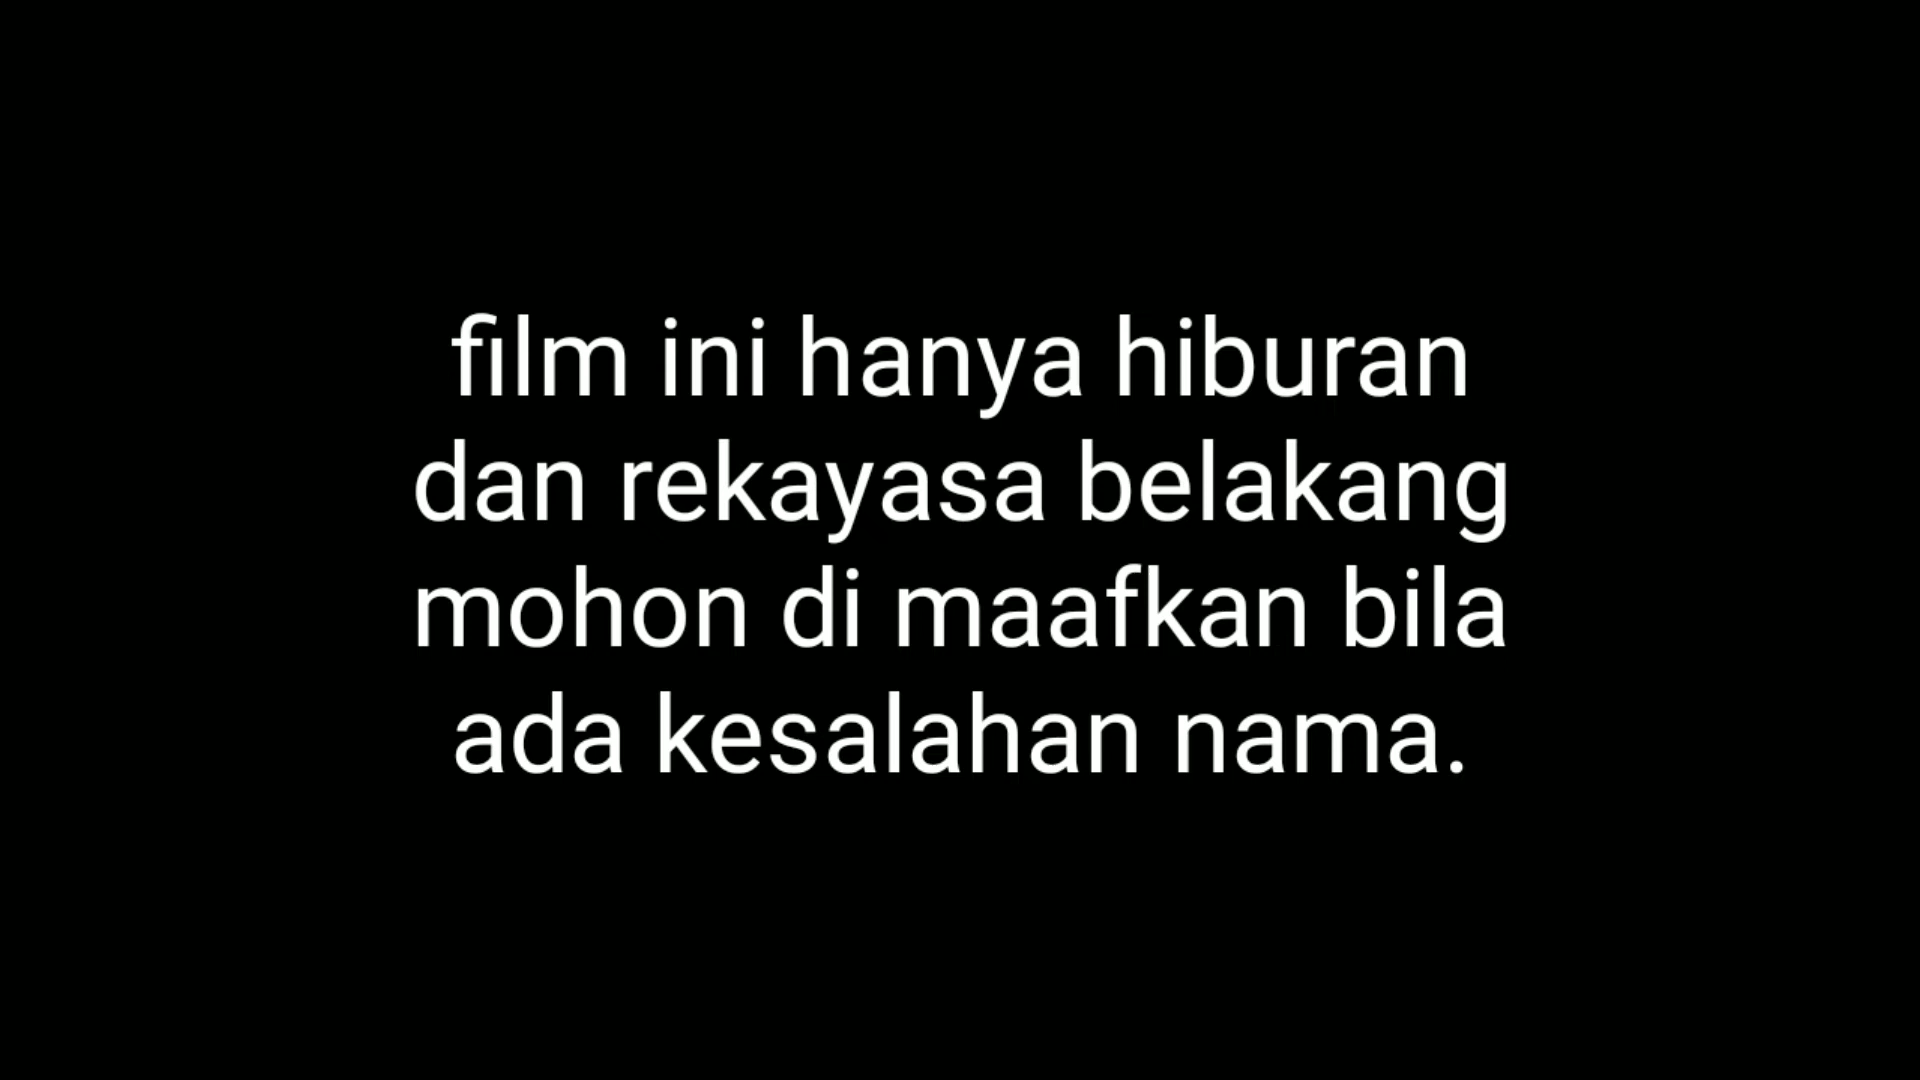 film ini hanya hiburan
dan rekayasa belakang
mohon di maafkan bila
ada kesalahan nama.